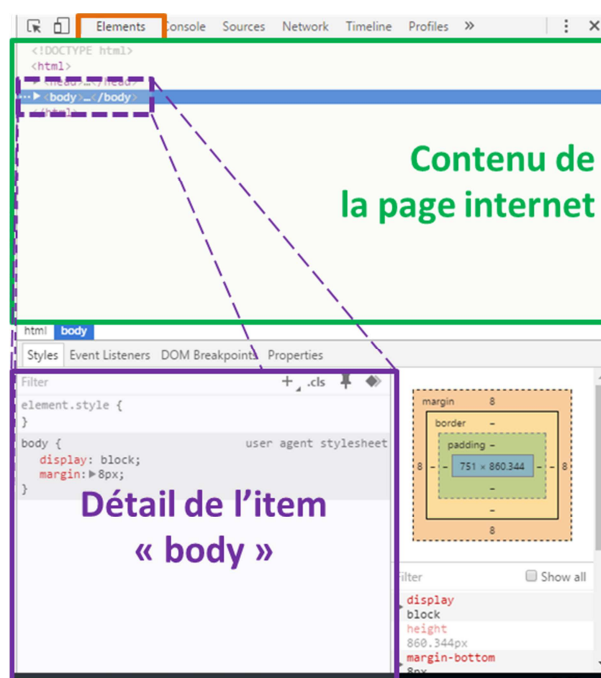 Elements Console Sources Network Timeline Profiles »
<!DOCTYPE html>
<html>
▶ <head>…</head>
… ▶ <body>…</body>
</html>
Contenu de
la page internet
html body
Styles Event Listeners DOM Breakpoints Properties
Filter + .cls
element.style {
}
body { user agent stylesheet
display: block;
margin:▶8px;
}
Détail de l’item
« body »
margin 8
border –
padding –
8 – – 751 × 860.344 – – 8
–
–
8
Filter Show all
display
block
height
860.344px
margin-bottom
8px